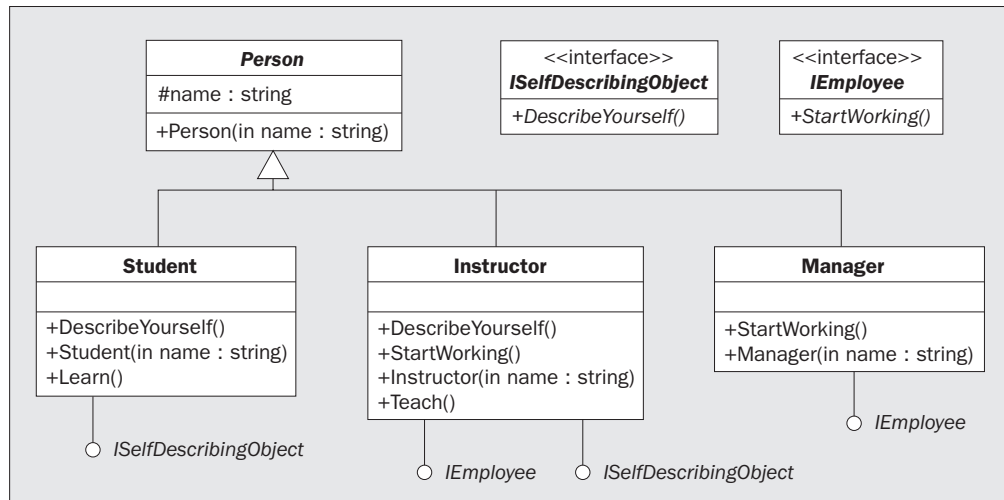 Person
#name : string
+Person(in name : string)
<<interface>>
ISelfDescribingObject
+DescribeYourself()
<<interface>>
IEmployee
+StartWorking()
Student
+DescribeYourself()
+Student(in name : string)
+Learn()
ISelfDescribingObject
Instructor
+DescribeYourself()
+StartWorking()
+Instructor(in name : string)
+Teach()
IEmployee
ISelfDescribingObject
Manager
+StartWorking()
+Manager(in name : string)
IEmployee